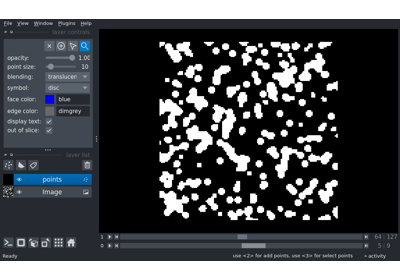 File View Window Plugins Help
layer controls
opacity: 1.00
point size: 10
blending: translucen
symbol: disc
face color: blue
edge color: dimgrey
display text:
out of slice:
layer list
points
Image
1 64 127
0 5 9
Ready use <2> for add points, use <3> for select points activity